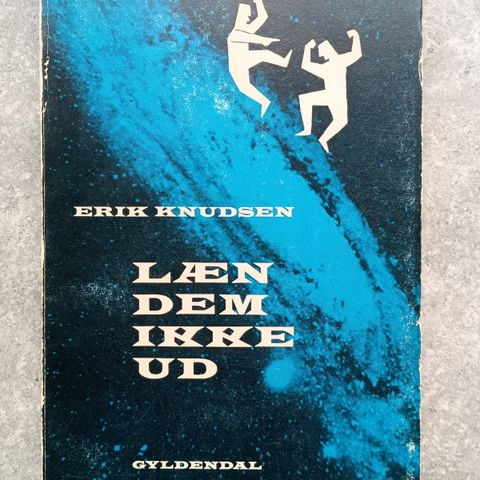 ERIK KNUDSEN
LÆN
DEM
IKKE
UD
GYLDENDAL